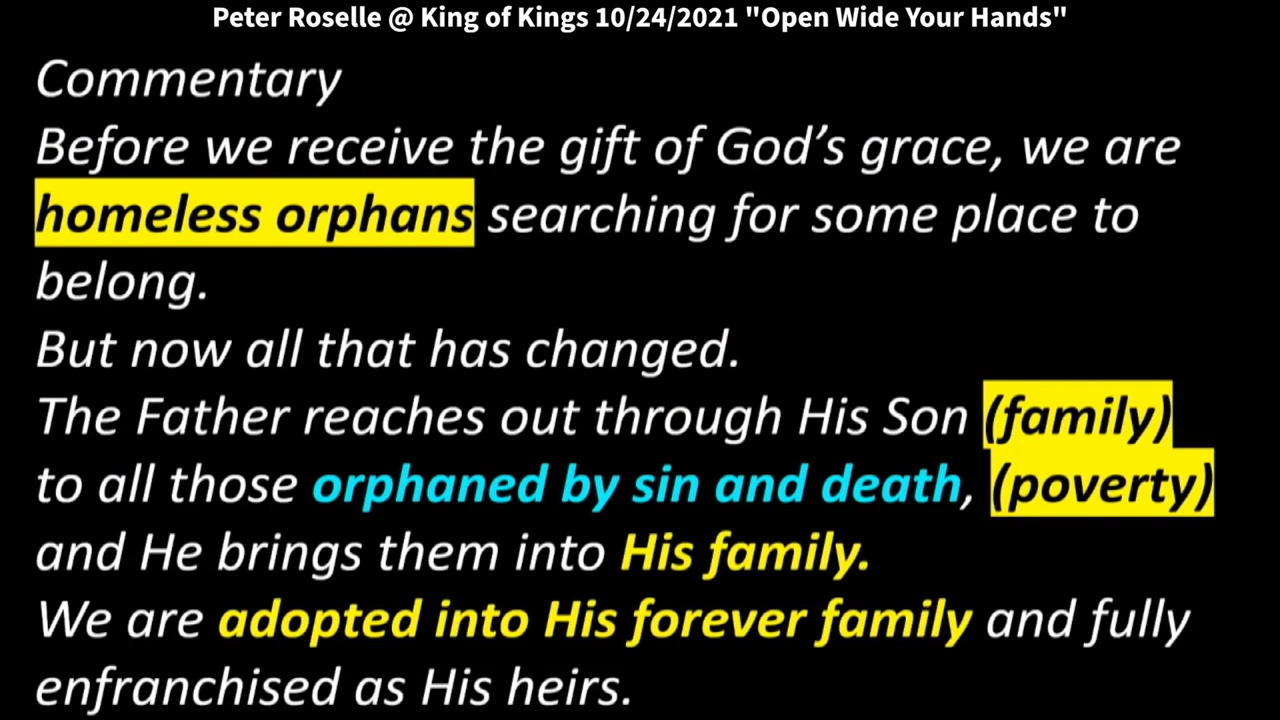 Peter Roselle @ King of Kings 10/24/2021 "Open Wide Your Hands"
Commentary
Before we receive the gift of God’s grace, we are
homeless orphans searching for some place to
belong.
But now all that has changed.
The Father reaches out through His Son (family)
to all those orphaned by sin and death, (poverty)
and He brings them into His family.
We are adopted into His forever family and fully
enfranchised as His heirs.